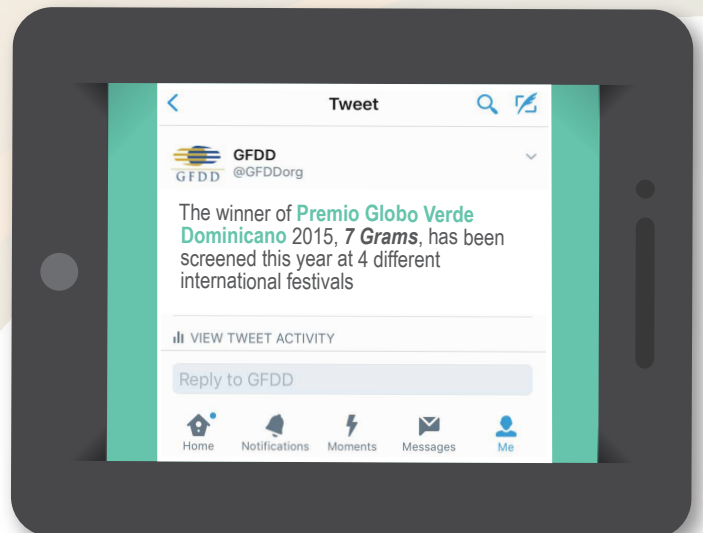 Tweet
GFDD
GFDD
@GFDDorg
The winner of Premio Globo Verde
Dominicano 2015, 7 Grams, has been
screened this year at 4 different
international festivals
VIEW TWEET ACTIVITY
Reply to GFDD
Home Notifications Moments Messages Me